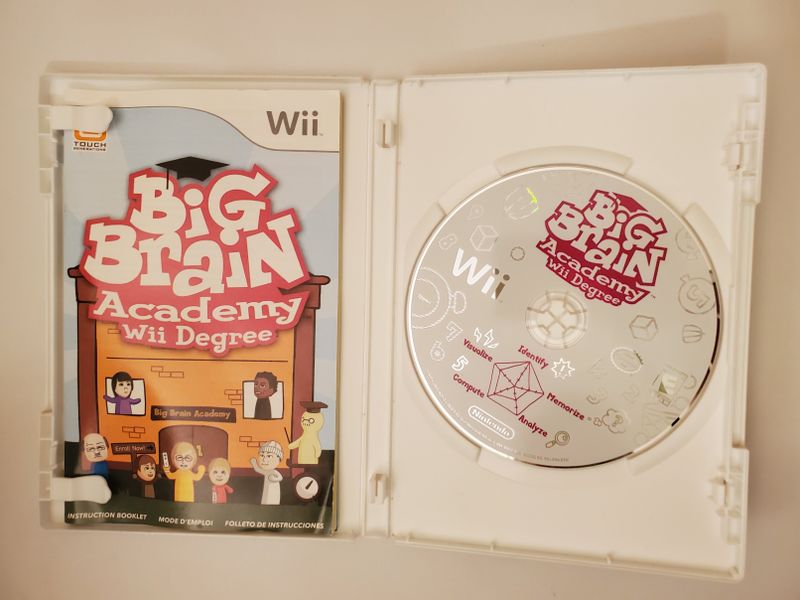 TOUCH
GENERATIONS
Wii
BiG
BRaiN
Academy
Wii Degree
Big Brain Academy
Enroll Now!
INSTRUCTION BOOKLET MODE D'EMPLOI FOLLETO DE INSTRUCCIONES
Wii
BiG
BRaiN
Academy
Wii Degree
Identify
Visualize
Memorize
Compute
Analyze
Nintendo